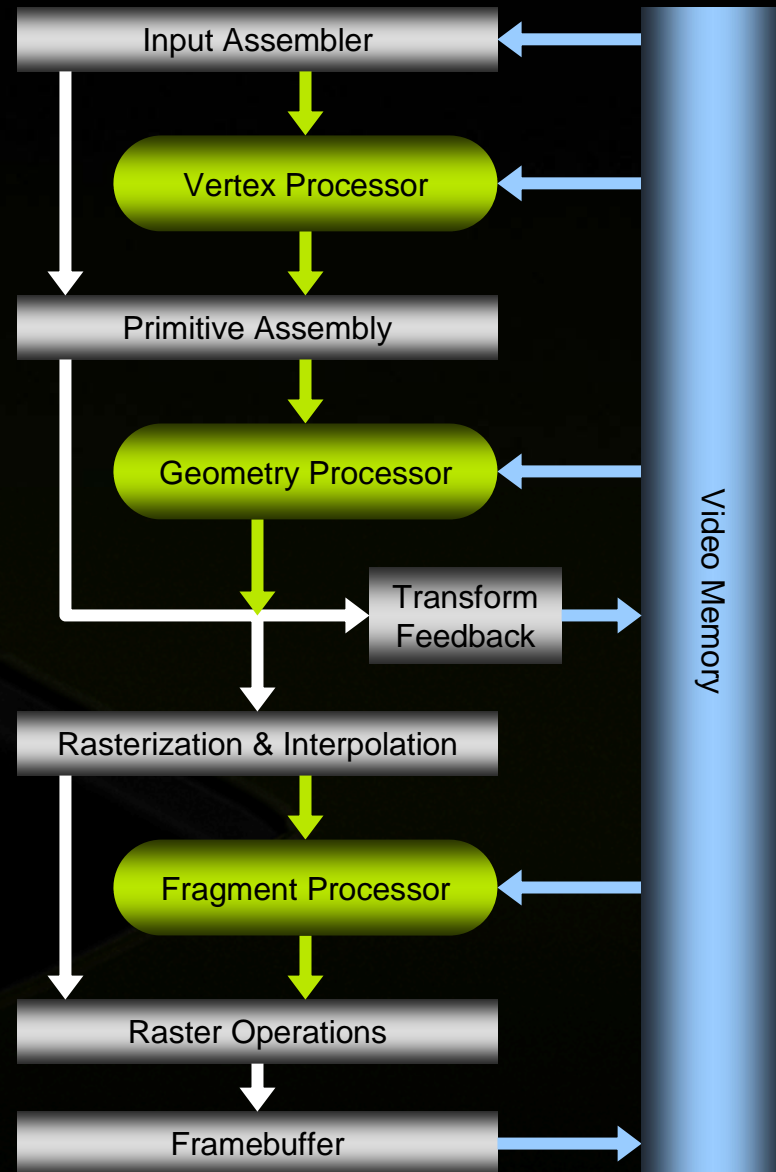 Input Assembler
Vertex Processor
Primitive Assembly
Geometry Processor
Transform
Feedback
Video Memory
Rasterization & Interpolation
Fragment Processor
Raster Operations
Framebuffer